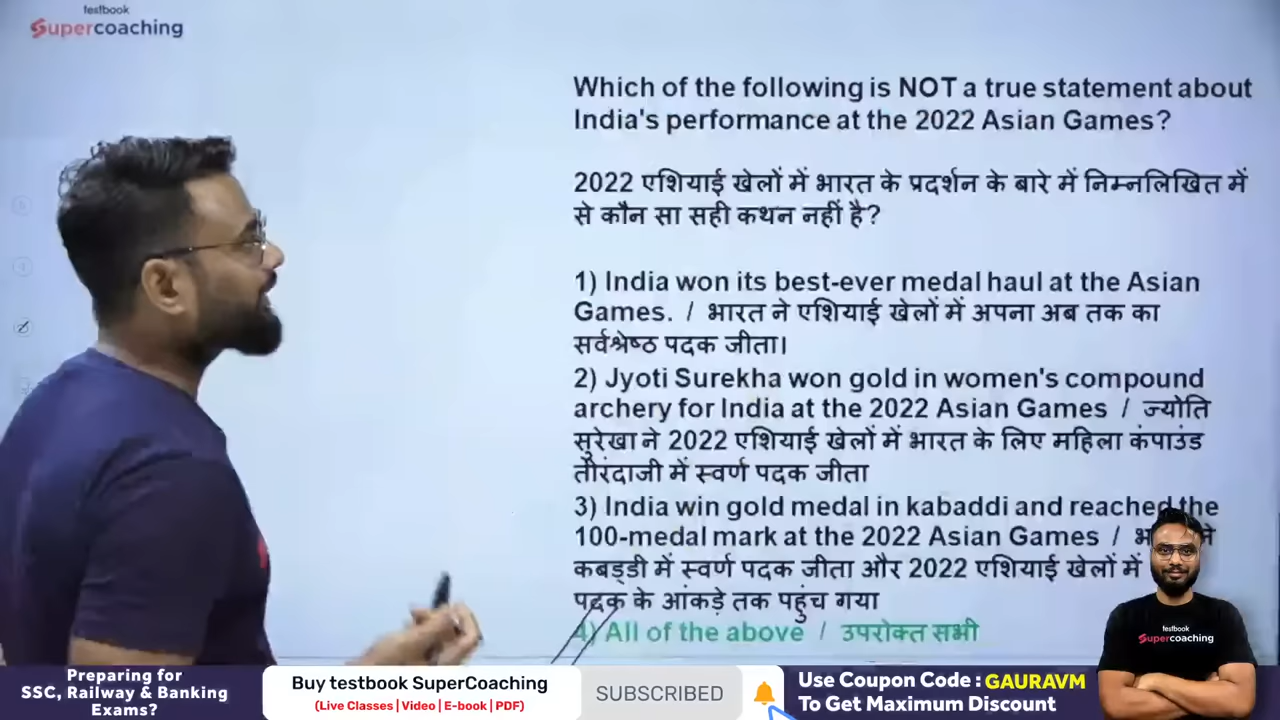 testbook
Supercoaching
Which of the following is NOT a true statement about
India's performance at the 2022 Asian Games?
2022 एशियाई खेलों में भारत के प्रदर्शन के बारे में निम्नलिखित में
से कौन सा सही कथन नहीं है?
1) India won its best-ever medal haul at the Asian
Games. / भारत ने एशियाई खेलों में अपना अब तक का
सर्वश्रेष्ठ पदक जीता।
2) Jyoti Surekha won gold in women's compound
archery for India at the 2022 Asian Games / ज्योति
सुरेखा ने 2022 एशियाई खेलों में भारत के लिए महिला कंपाउंड
तीरंदाजी में स्वर्ण पदक जीता
3) India win gold medal in kabaddi and reached the
100-medal mark at the 2022 Asian Games /
कबड्डी में स्वर्ण पदक जीता और 2022 एशियाई खेलों में
पदक के आंकड़े तक पहुंच गया
4) All of the above / उपरोक्त सभी
testbook
Supercoaching
Preparing for
SSC, Railway & Banking
Exams?
Buy testbook SuperCoaching
(Live Classes | Video | E-book | PDF)
SUBSCRIBED
Use Coupon Code : GAURAVM
To Get Maximum Discount